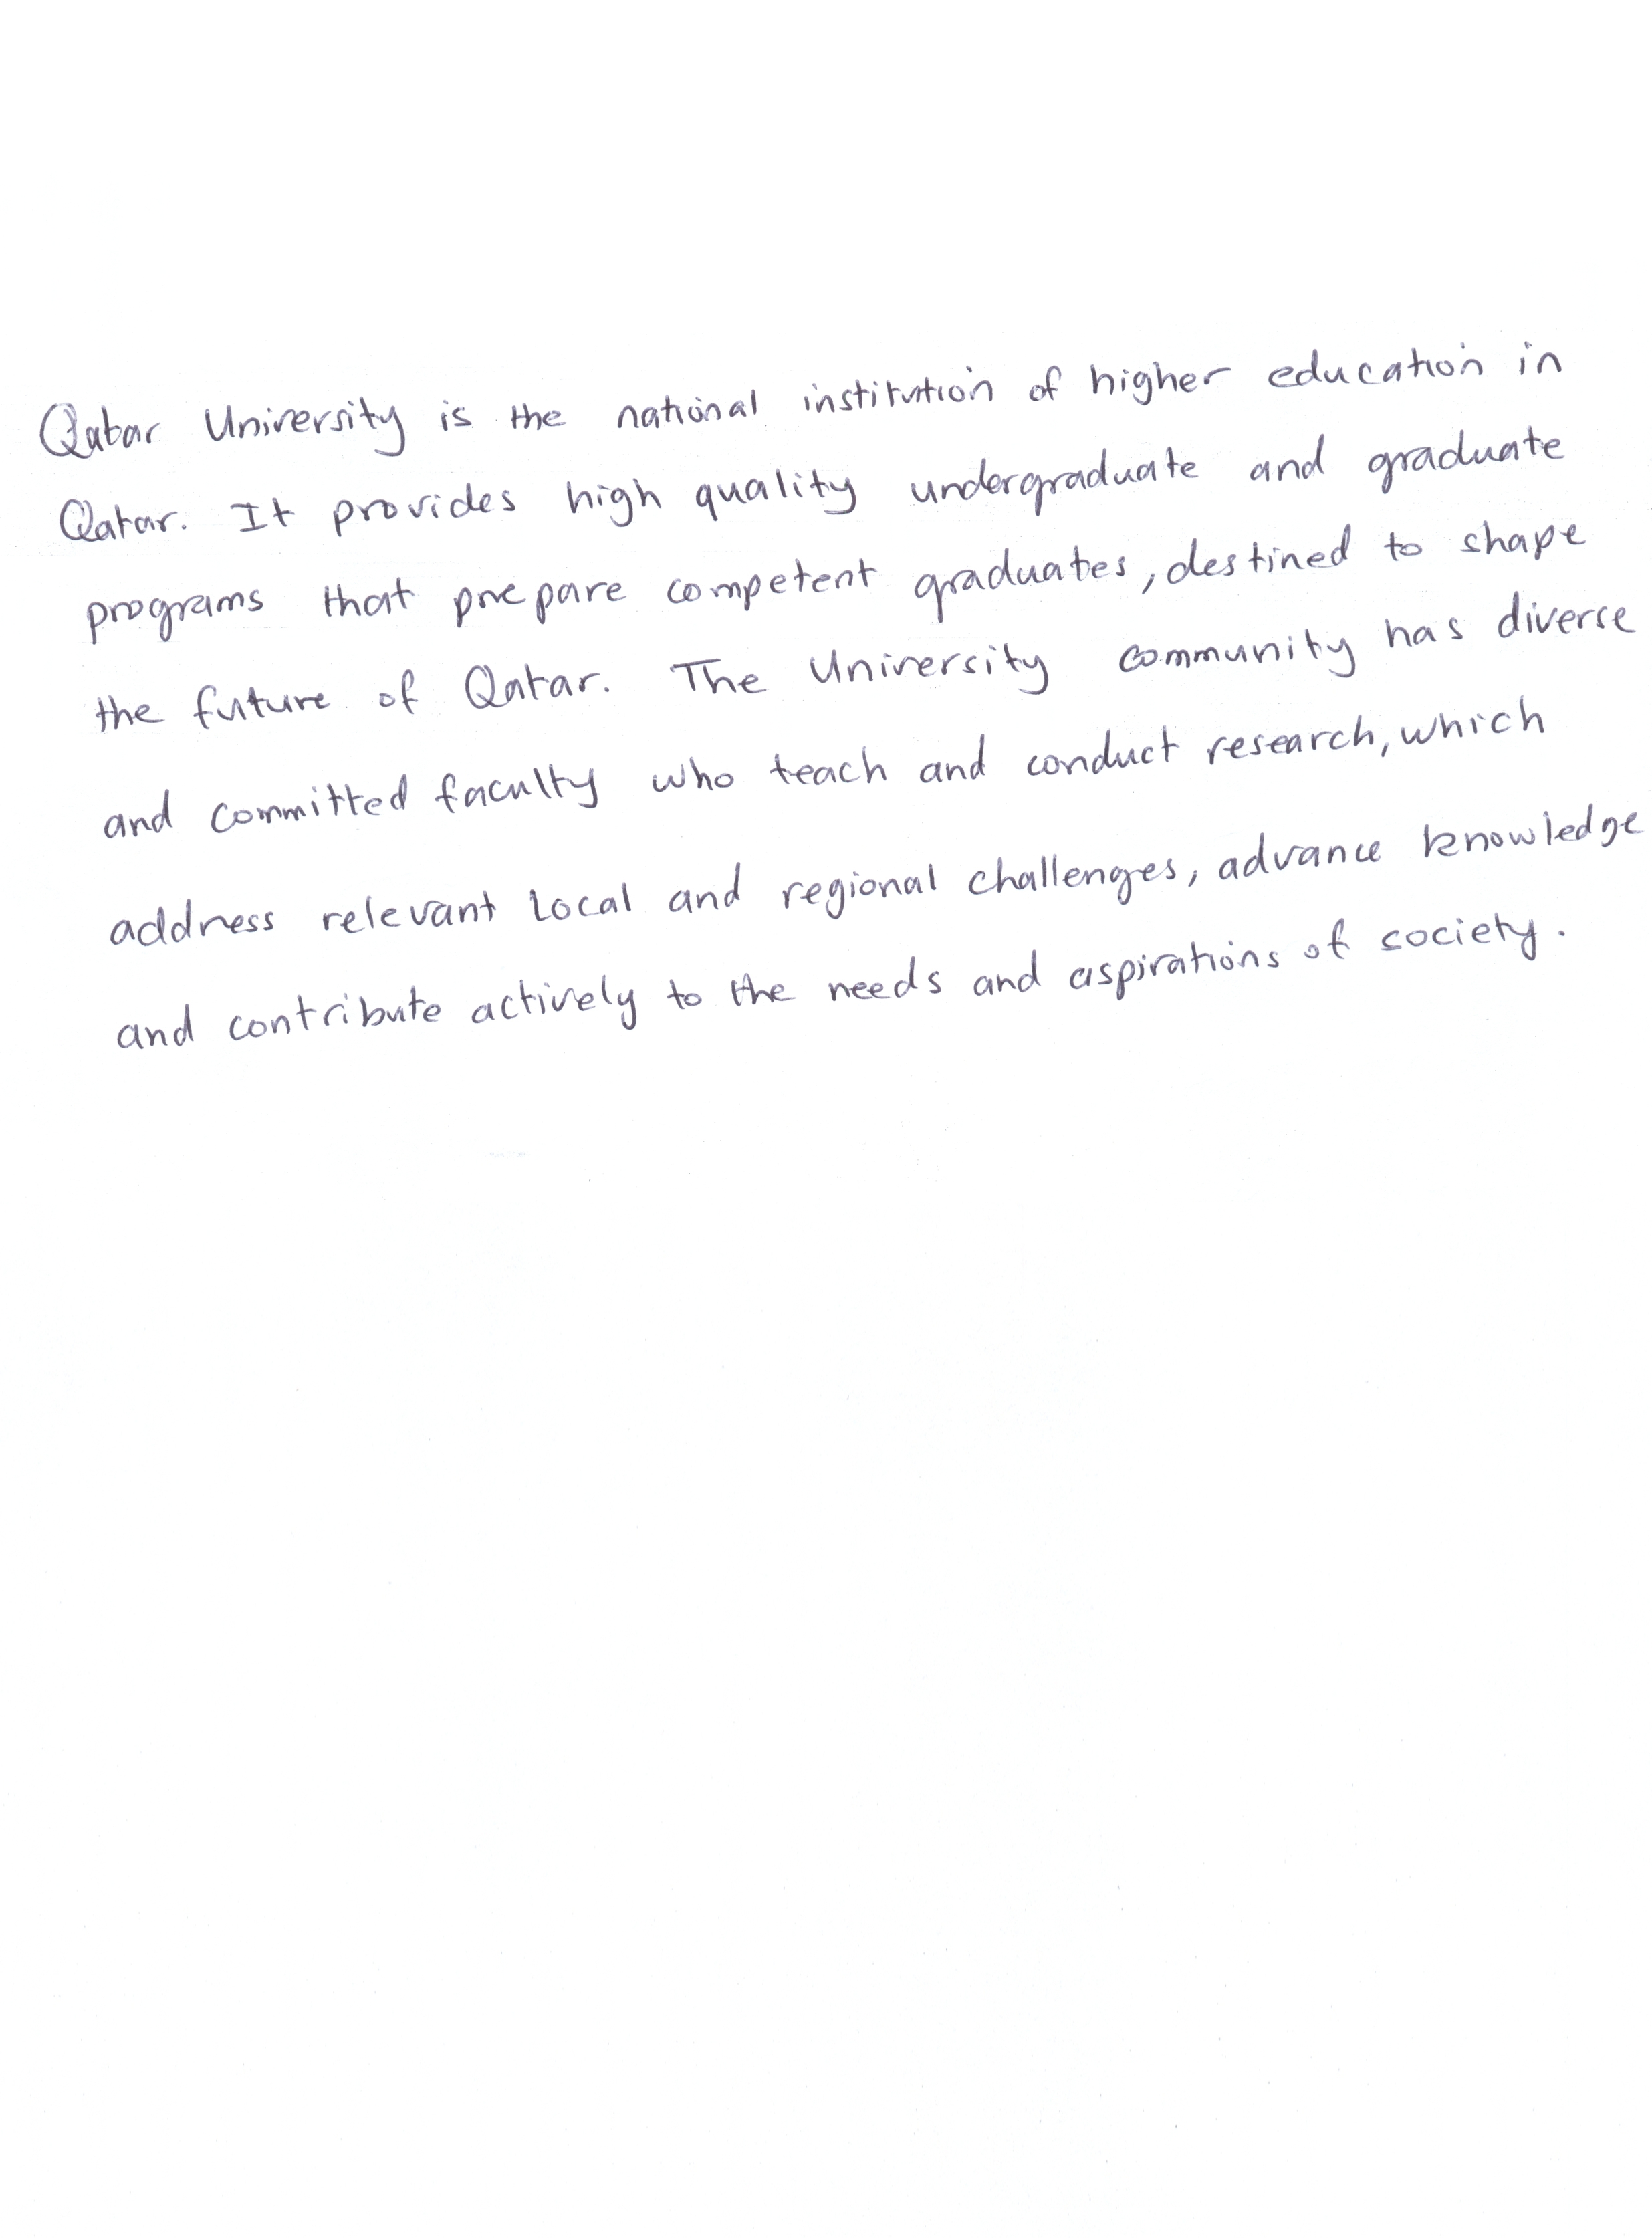 Qatar University is the national institution of higher education in
Qatar. It provides high quality undergraduate and graduate
programs that prepare competent graduates, destined to shape
the future of Qatar. The University community has diverse
and committed faculty who teach and conduct research, which
address relevant local and regional challenges, advance knowledge
and contribute actively to the needs and aspirations of society.